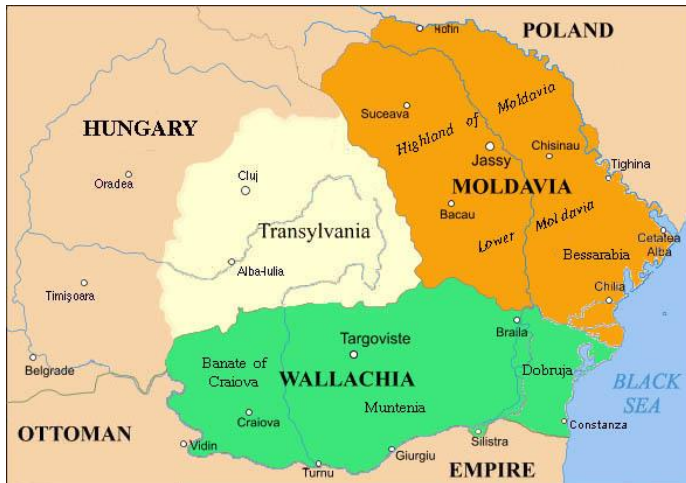 POLAND
Hotin
Suceava
Highland of Moldavia
HUNGARY
Chisinau
Jassy
Tighina
Oradea
Cluj
MOLDAVIA
Bacau
Lower Moldavia
Transylvania
Cetatea
Alba
Bessarabia
Alba-Iulia
Timişoara
Chilia
Braila
Targoviste
Belgrade
Banate of
Craiova
WALLACHIA
Dobruja
BLACK
SEA
Muntenia
Craiova
Constanza
OTTOMAN
Vidin
Silistra
Giurgiu
Turnu
EMPIRE